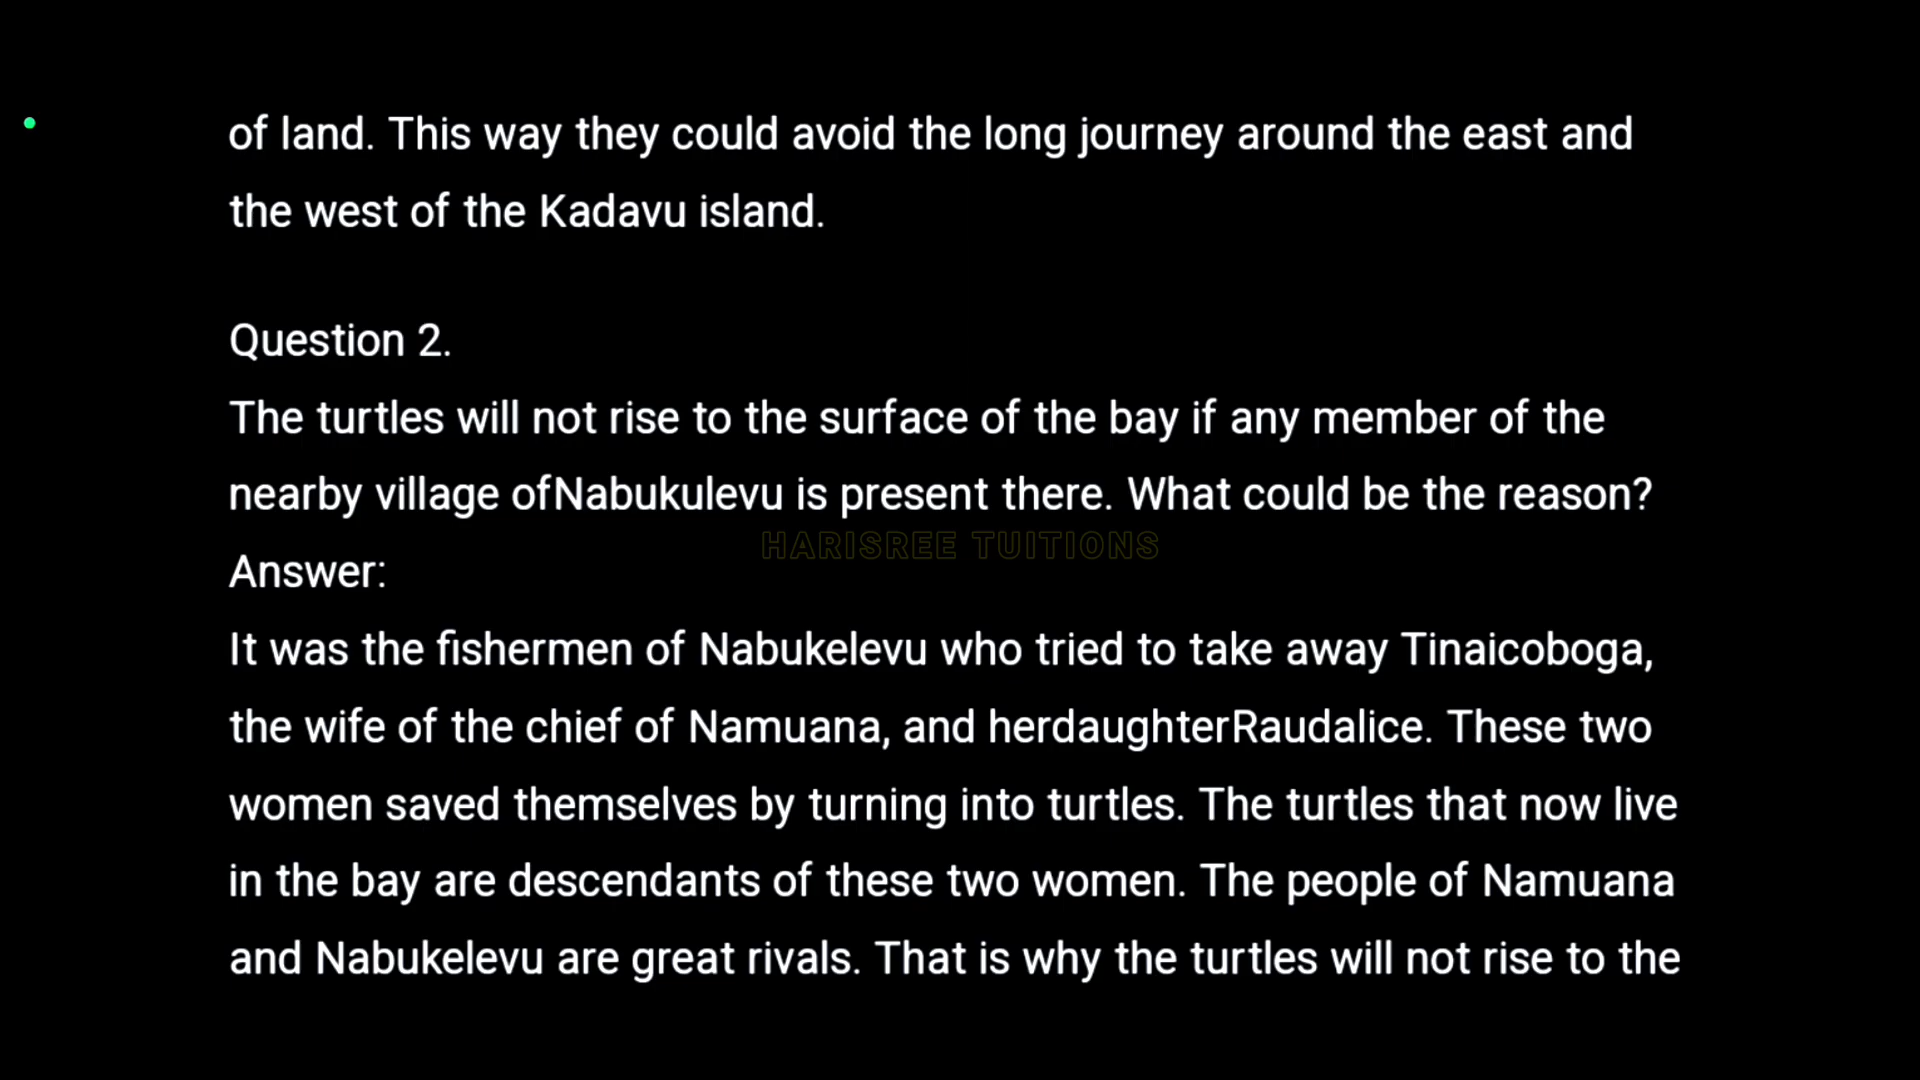 of land. This way they could avoid the long journey around the east and
the west of the Kadavu island.
Question 2.
The turtles will not rise to the surface of the bay if any member of the
nearby village ofNabukulevu is present there. What could be the reason?
HARISREE TUITIONS
Answer:
It was the fishermen of Nabukelevu who tried to take away Tinaicoboga,
the wife of the chief of Namuana, and herdaughterRaudalice. These two
women saved themselves by turning into turtles. The turtles that now live
in the bay are descendants of these two women. The people of Namuana
and Nabukelevu are great rivals. That is why the turtles will not rise to the